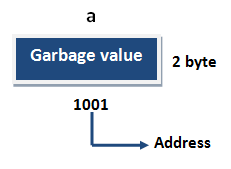 a
Garbage value
2 byte
1001
Address